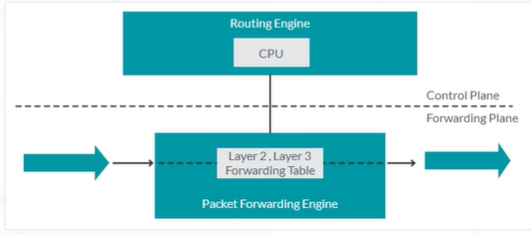 Routing Engine
CPU
Control Plane
Forwarding Plane
Layer 2 , Layer 3
Forwarding Table
Packet Forwarding Engine